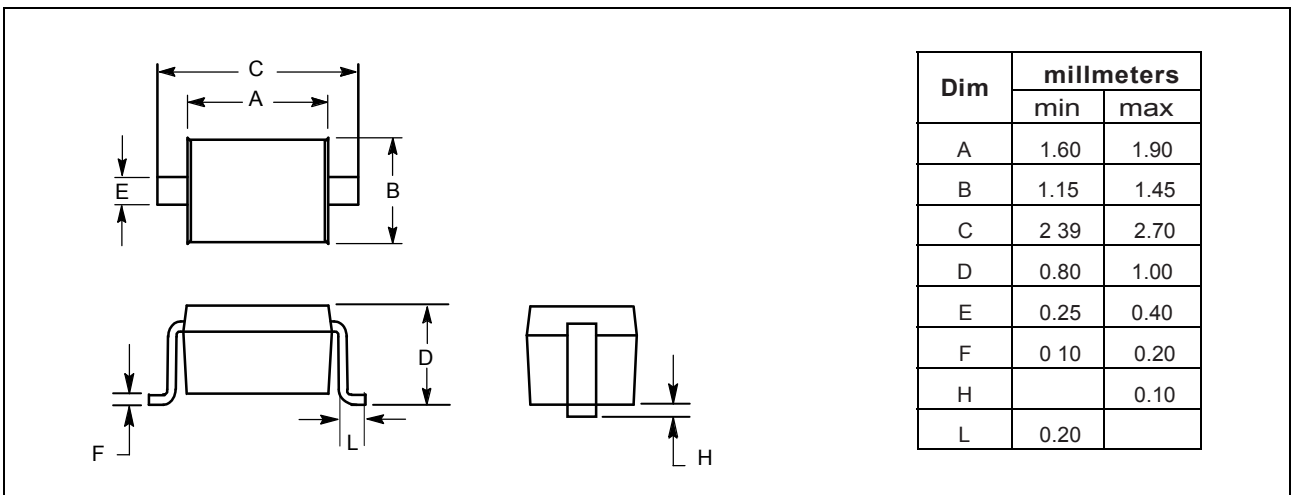 C
A
E
B
D
F
L
H
Dim millmeters
min max
A 1.60 1.90
B 1.15 1.45
C 2 39 2.70
D 0.80 1.00
E 0.25 0.40
F 0 10 0.20
H 0.10
L 0.20